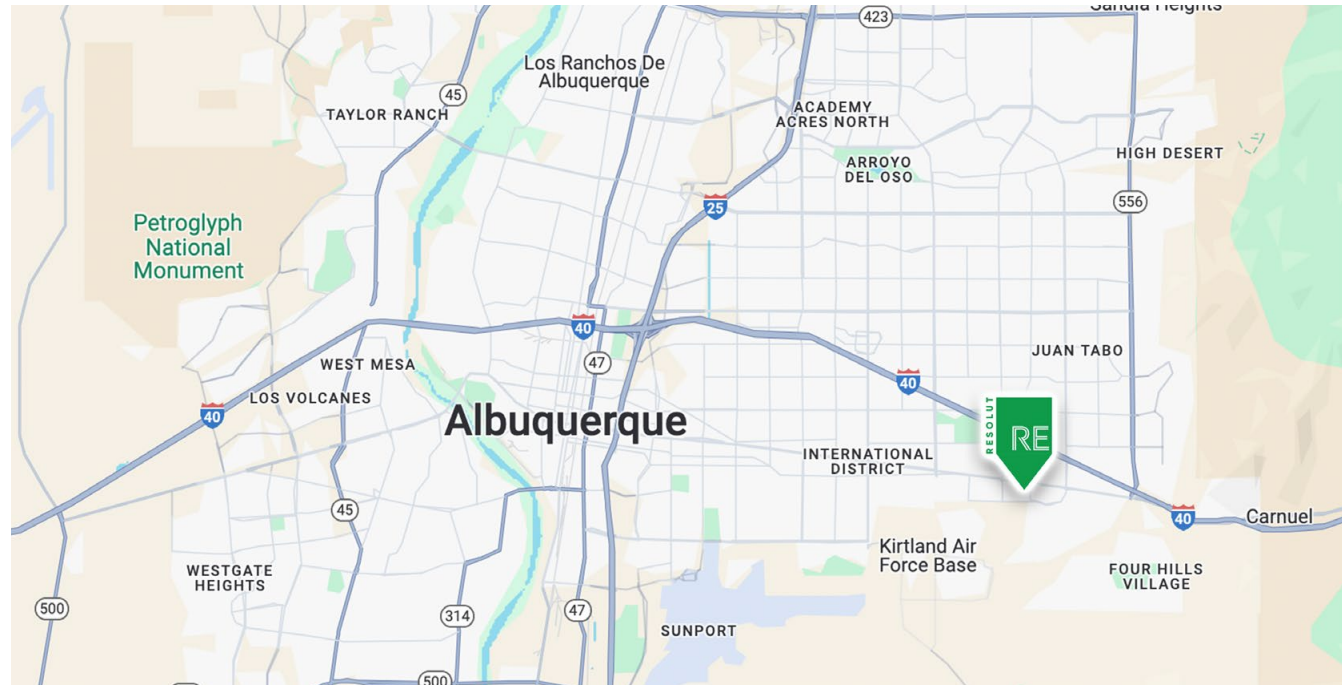 423
Sandia Heights
Los Ranchos De
Albuquerque
45
TAYLOR RANCH
ACADEMY
ACRES NORTH
HIGH DESERT
ARROYO
DEL OSO
556
25
Petroglyph
National
Monument
40
47
JUAN TABO
WEST MESA
40
LOS VOLCANES
40
RESOLUT
RE
Albuquerque
INTERNATIONAL
DISTRICT
45
40
Carnuel
Kirtland Air
Force Base
WESTGATE
HEIGHTS
FOUR HILLS
VILLAGE
500
314
47
SUNPORT
500